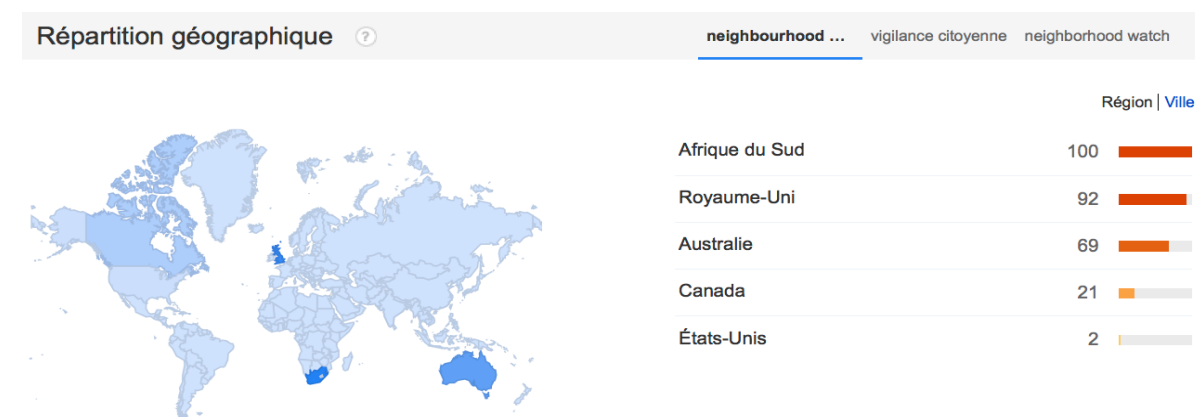 Répartition géographique ?
neighbourhood ... vigilance citoyenne neighborhood watch
Région | Ville
Afrique du Sud 100
Royaume-Uni 92
Australie 69
Canada 21
États-Unis 2